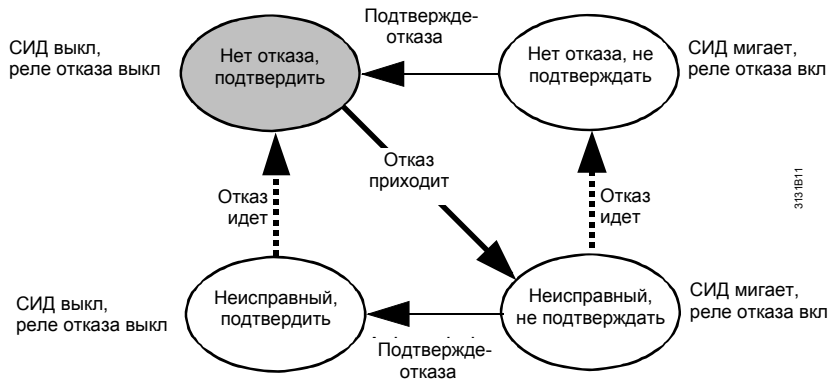 Подтвержде-
отказа
СИД выкл,
реле отказа выкл
Нет отказа,
подтвердить
Нет отказа, не
подтверждать
СИД мигает,
реле отказа вкл
Отказ
приходит
Отказ
идет
Отказ
идет
3131B11
СИД выкл,
реле отказа выкл
Неисправный,
подтвердить
Неисправный,
не подтверждать
СИД мигает,
реле отказа вкл
Подтвержде-
отказа